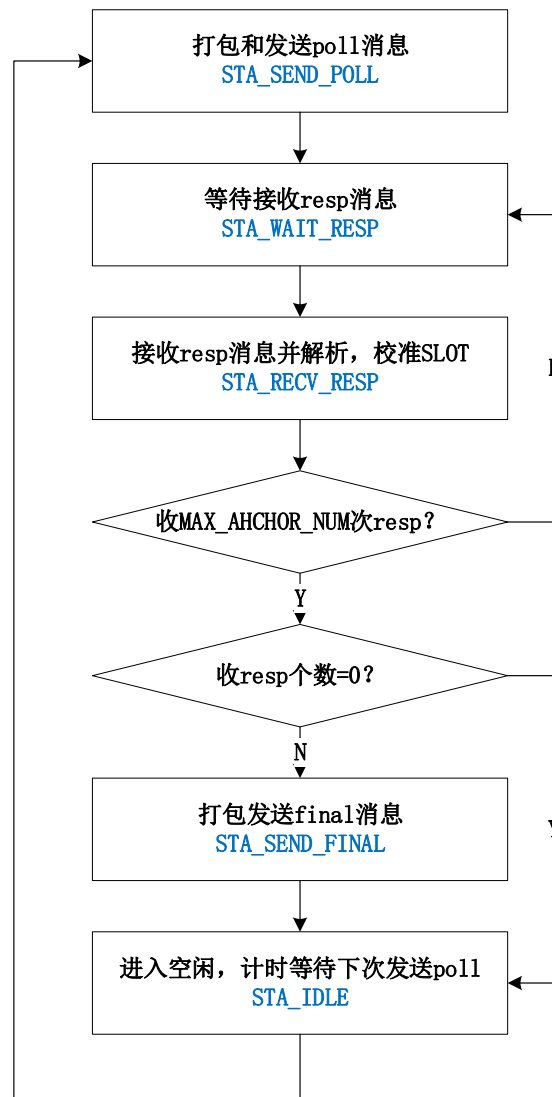 打包和发送poll消息
STA_SEND_POLL
等待接收resp消息
STA_WAIT_RESP
接收resp消息并解析，校准SLOT
STA_RECV_RESP
收MAX_AHCHOR_NUM次resp？
Y
收resp个数=0？
N
打包发送final消息
STA_SEND_FINAL
进入空闲，计时等待下次发送poll
STA_IDLE